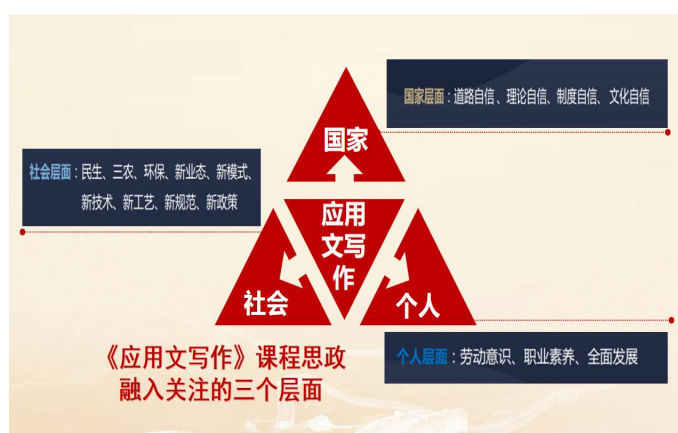 国家层面：道路自信、理论自信、制度自信、文化自信
国家
社会层面：民生、三农、环保、新业态、新模式、
新技术、新工艺、新规范、新政策
应用
文写
作
社会
个人
个人层面：劳动意识、职业素养、全面发展
《应用文写作》课程思政
融入关注的三个层面